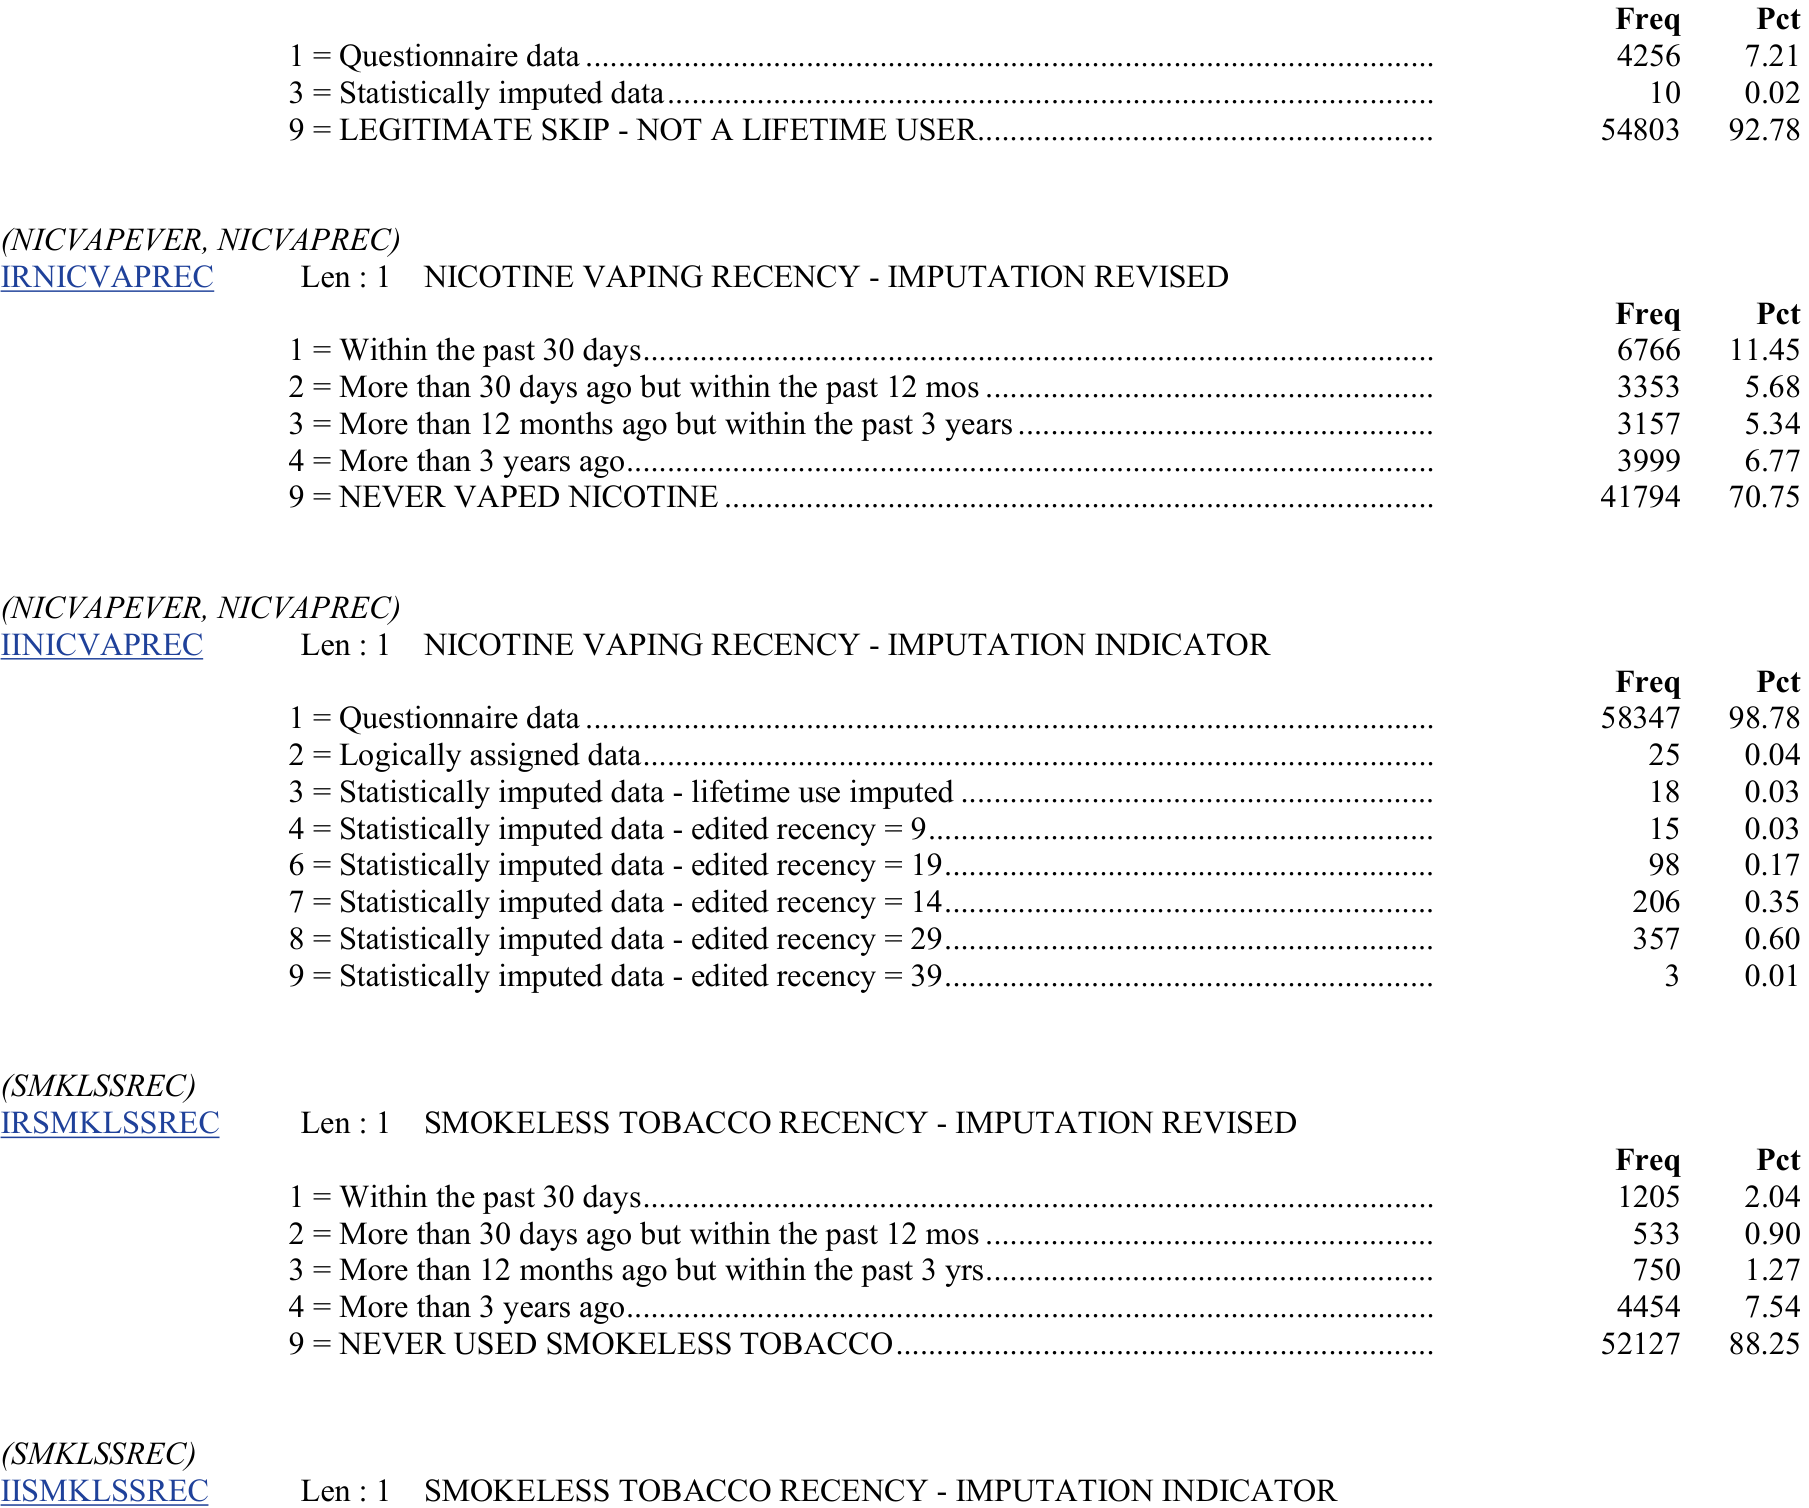 Freq Pct
1 = Questionnaire data ........ 4256 7.21
3 = Statistically imputed data ........ 10 0.02
9 = LEGITIMATE SKIP - NOT A LIFETIME USER ........ 54803 92.78
(NICVAPEVER, NICVAPREC)
IRNICVAPREC Len : 1 NICOTINE VAPING RECENCY - IMPUTATION REVISED
Freq Pct
1 = Within the past 30 days ........ 6766 11.45
2 = More than 30 days ago but within the past 12 mos ........ 3353 5.68
3 = More than 12 months ago but within the past 3 years ........ 3157 5.34
4 = More than 3 years ago ........ 3999 6.77
9 = NEVER VAPED NICOTINE ........ 41794 70.75
(NICVAPEVER, NICVAPREC)
IINICVAPREC Len : 1 NICOTINE VAPING RECENCY - IMPUTATION INDICATOR
Freq Pct
1 = Questionnaire data ........ 58347 98.78
2 = Logically assigned data ........ 25 0.04
3 = Statistically imputed data - lifetime use imputed ........ 18 0.03
4 = Statistically imputed data - edited recency = 9 ........ 15 0.03
6 = Statistically imputed data - edited recency = 19 ........ 98 0.17
7 = Statistically imputed data - edited recency = 14 ........ 206 0.35
8 = Statistically imputed data - edited recency = 29 ........ 357 0.60
9 = Statistically imputed data - edited recency = 39 ........ 3 0.01
(SMKLSSREC)
IRSMKLSSREC Len : 1 SMOKELESS TOBACCO RECENCY - IMPUTATION REVISED
Freq Pct
1 = Within the past 30 days ........ 1205 2.04
2 = More than 30 days ago but within the past 12 mos ........ 533 0.90
3 = More than 12 months ago but within the past 3 yrs ........ 750 1.27
4 = More than 3 years ago ........ 4454 7.54
9 = NEVER USED SMOKELESS TOBACCO ........ 52127 88.25
(SMKLSSREC)
IISMKLSSREC Len : 1 SMOKELESS TOBACCO RECENCY - IMPUTATION INDICATOR